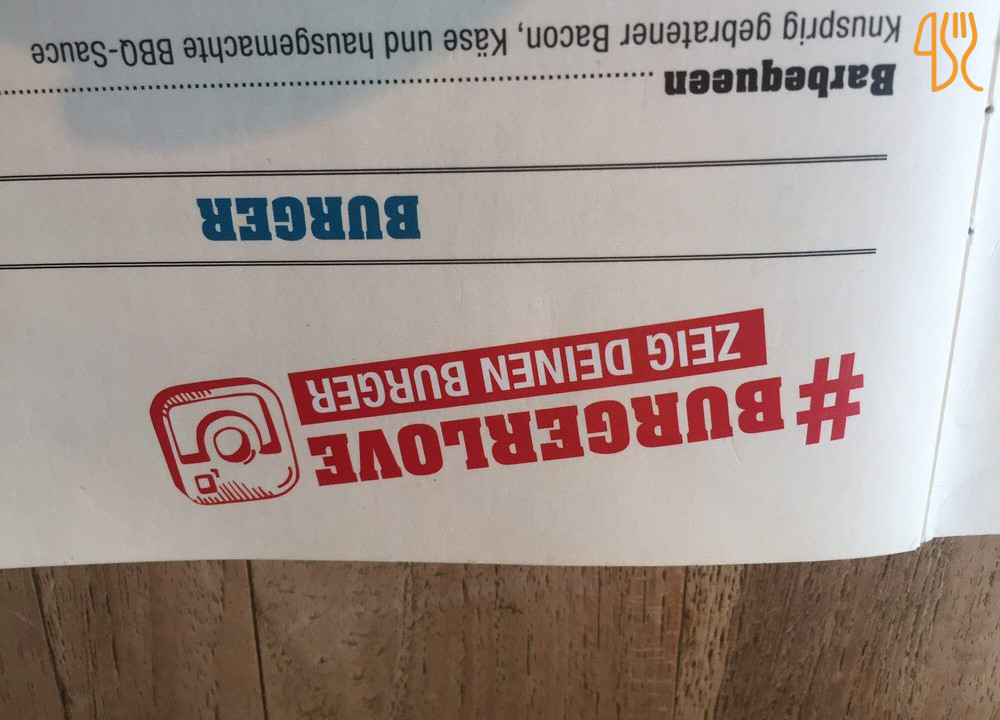 #BURGERLOVE
ZEIG DEINEN BURGER
BURGER
Barbequeen
Knusprig gebratener Bacon, Käse und hausgemachte BBQ-Sauce